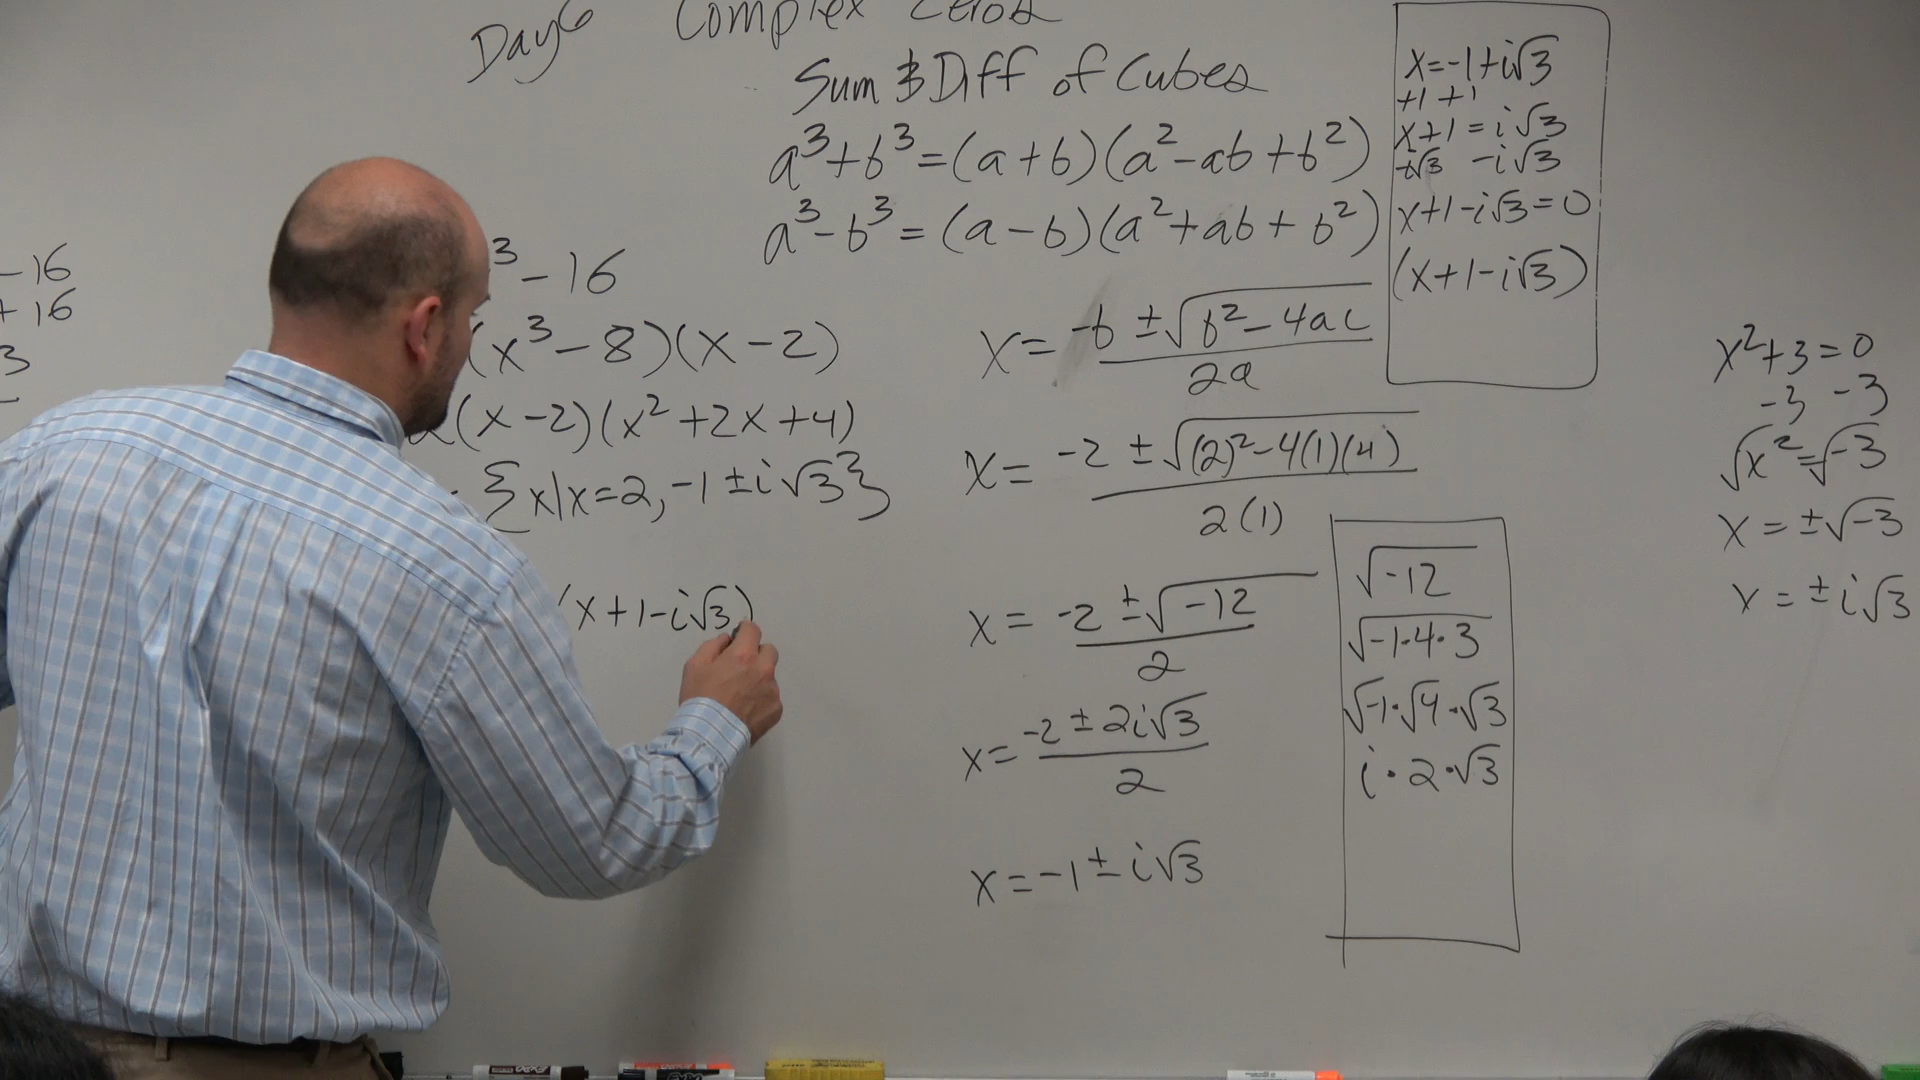 Day 6 Complex Zeros
Sum & Diff of Cubes
a³+b³=(a+b)(a²-ab+b²)
a³-b³=(a-b)(a²+ab+b²)
-16
+16
3
³-16
(x³-8)(x-2)
2(x-2)(x²+2x+4)
{x|x=2,-1±i√3}
(x+1-i√3)
x=-b±√b²-4ac
2a
x=-2±√(2)²-4(1)(4)
2(1)
x=-2±√-12
2
x=-2±2i√3
2
x=-1±i√3
x=-1+i√3
+1 +1
x+1=i√3
-i√3 -i√3
x+1-i√3=0
(x+1-i√3)
√-12
√-1·4·3
√-1·√4·√3
i·2·√3
x²+3=0
-3 -3
√x²=√-3
x=±√-3
x=±i√3